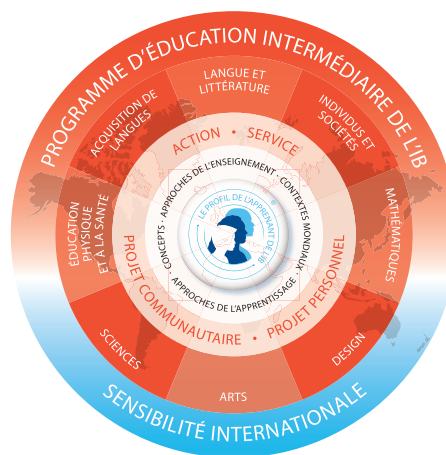 PROGRAMME D'ÉDUCATION INTERMÉDIAIRE DE L'IB
LANGUE ET
LITTÉRATURE
ACQUISITION DE
LANGUES
INDIVIDUS ET
SOCIÉTÉS
ÉDUCATION
PHYSIQUE
ET À LA SANTÉ
MATHÉMATIQUES
SCIENCES
ARTS
DESIGN
ACTION • SERVICE
PROJET COMMUNAUTAIRE • PROJET PERSONNEL
CONCEPTS · APPROCHES DE L'ENSEIGNEMENT · CONTEXTES MONDIAUX ·
· APPROCHES DE L'APPRENTISSAGE ·
LE PROFIL DE L'APPRENANT DE L'IB
®
SENSIBILITÉ INTERNATIONALE